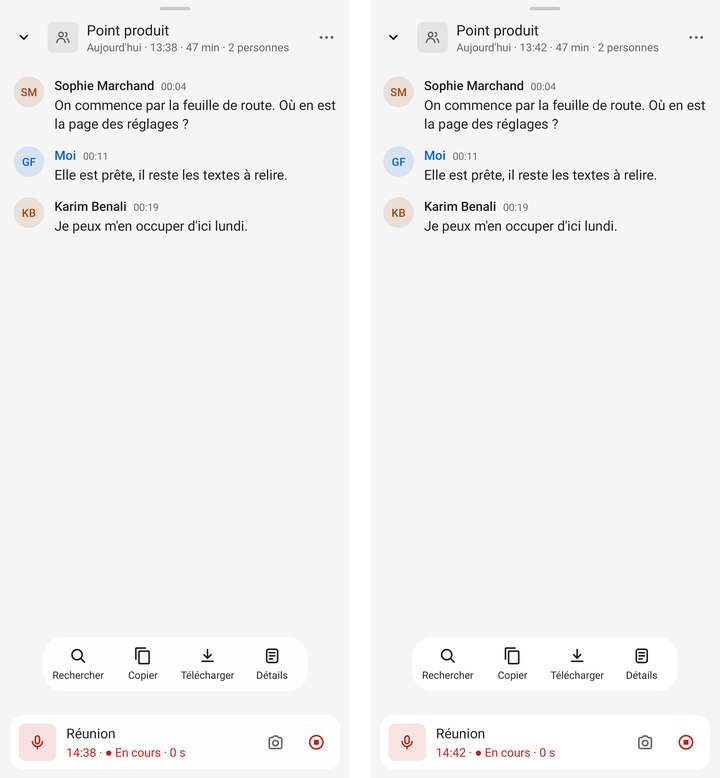 Point produit
Aujourd'hui · 13:38 · 47 min · 2 personnes
Sophie Marchand 00:04
SM
On commence par la feuille de route. Où en est
la page des réglages ?
Moi 00:11
GF
Elle est prête, il reste les textes à relire.
Karim Benali 00:19
KB
Je peux m'en occuper d'ici lundi.
Rechercher Copier Télécharger Détails
Réunion
14:38 · ● En cours · 0 s
Point produit
Aujourd'hui · 13:42 · 47 min · 2 personnes
Sophie Marchand 00:04
SM
On commence par la feuille de route. Où en est
la page des réglages ?
Moi 00:11
GF
Elle est prête, il reste les textes à relire.
Karim Benali 00:19
KB
Je peux m'en occuper d'ici lundi.
Rechercher Copier Télécharger Détails
Réunion
14:42 · ● En cours · 0 s